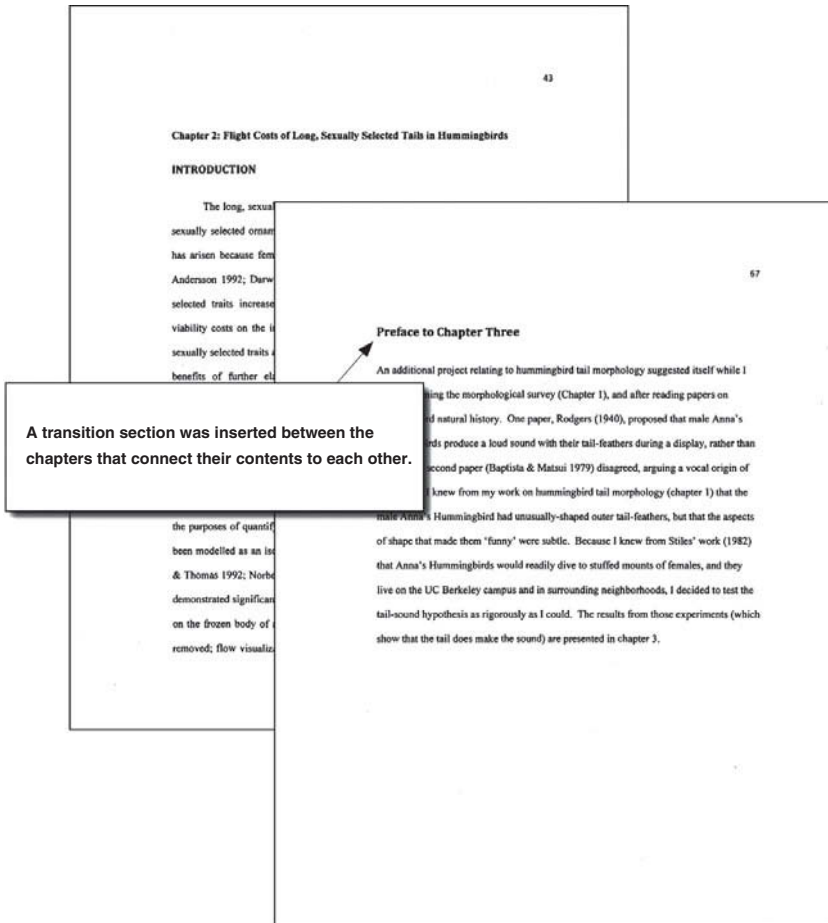 43
Chapter 2: Flight Costs of Long, Sexually Selected Tails in Hummingbirds
INTRODUCTION
The long, sexual
sexually selected ornam
has arisen because fem
Andersson 1992; Darw
selected traits increase
viability costs on the
sexually selected traits
benefits of further
the purposes of quantif
been modelled as an
& Thomas 1992; Norbe
demonstrated significan
on the frozen body of
removed; flow
67
Preface to Chapter Three
An additional project relating to hummingbird tail morphology suggested itself while I
ing the morphological survey (Chapter 1), and after reading papers on
d natural history. One paper, Rodgers (1940), proposed that male Anna's
rds produce a loud sound with their tail-feathers during a display, rather than
second paper (Baptista & Matsui 1979) disagreed, arguing a vocal origin of
I knew from my work on hummingbird tail morphology (chapter 1) that the
male Anna's Hummingbird had unusually-shaped outer tail-feathers, but that the aspects
of shape that made them 'funny' were subtle. Because I knew from Stiles' work (1982)
that Anna's Hummingbirds would readily dive to stuffed mounts of females, and they
live on the UC Berkeley campus and in surrounding neighborhoods, I decided to test the
tail-sound hypothesis as rigorously as I could. The results from those experiments (which
show that the tail does make the sound) are presented in chapter 3.
A transition section was inserted between the
chapters that connect their contents to each other.